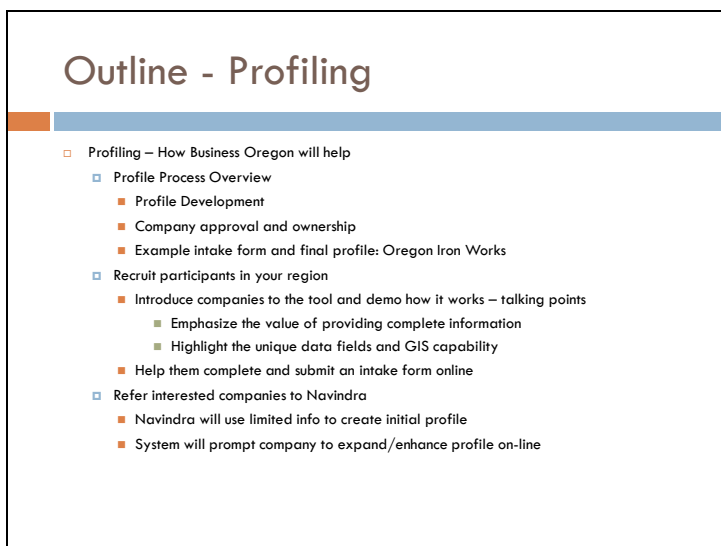 Outline - Profiling
Profiling – How Business Oregon will help
Profile Process Overview
Profile Development
Company approval and ownership
Example intake form and final profile: Oregon Iron Works
Recruit participants in your region
Introduce companies to the tool and demo how it works – talking points
Emphasize the value of providing complete information
Highlight the unique data fields and GIS capability
Help them complete and submit an intake form online
Refer interested companies to Navindra
Navindra will use limited info to create initial profile
System will prompt company to expand/enhance profile on-line